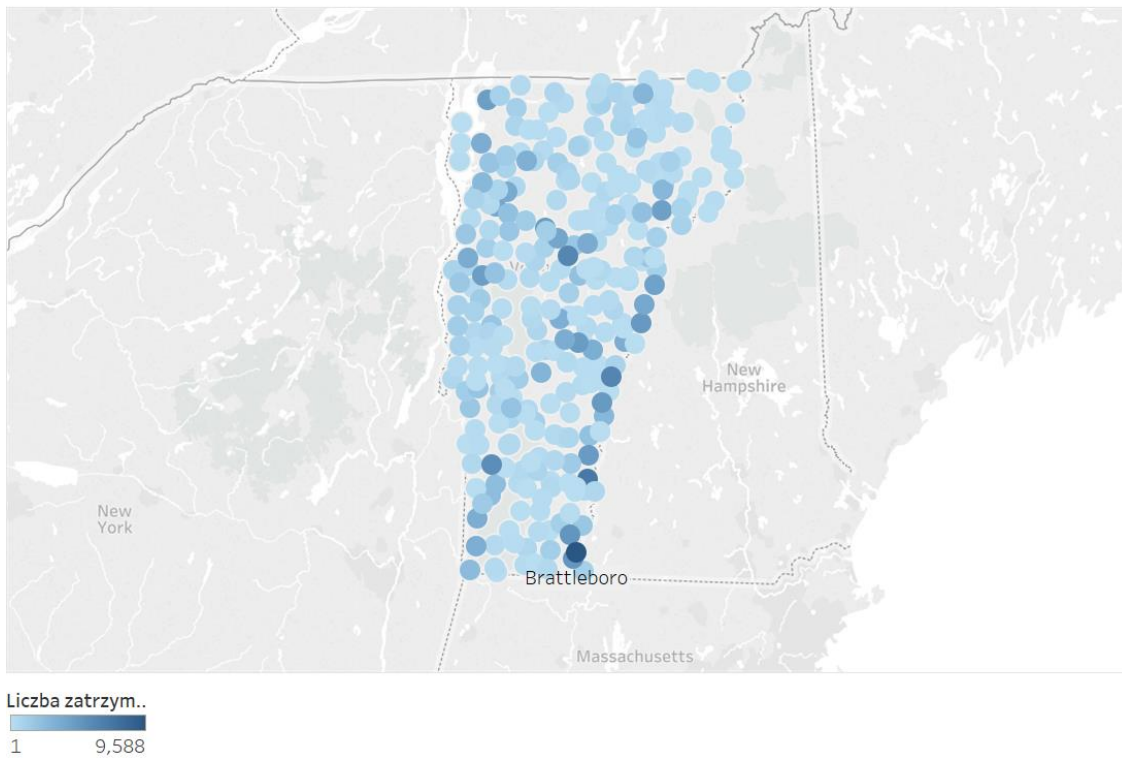 New
Hampshire
New
York
Brattleboro
Massachusetts
Liczba zatrzym..
1 9,588